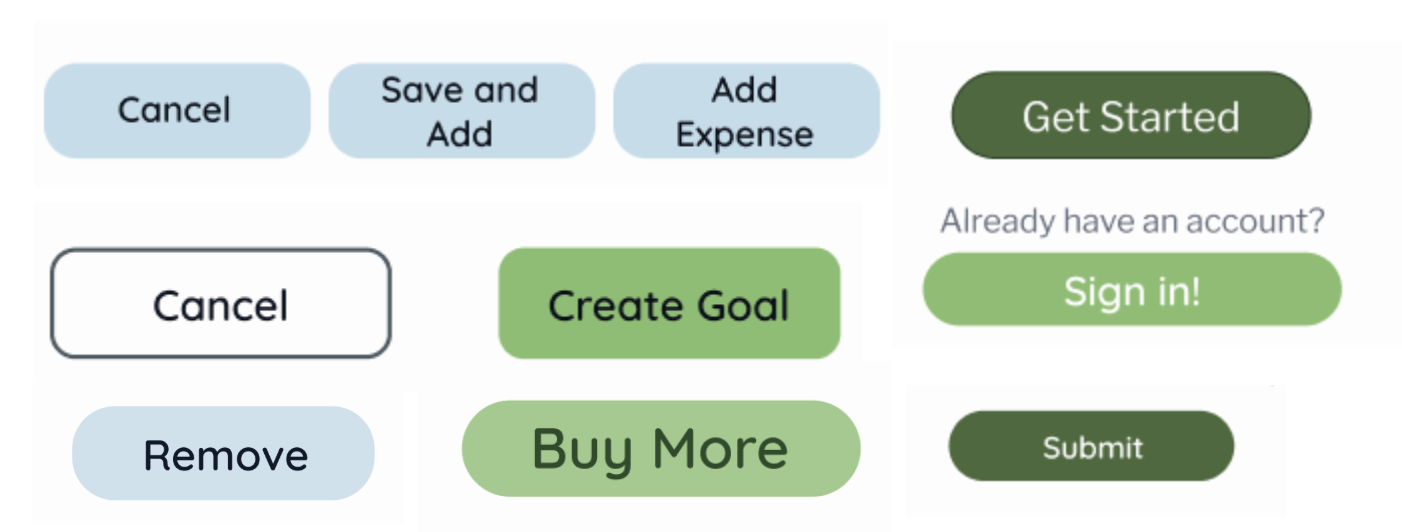 Cancel
Save and
Add
Add
Expense
Get Started
Already have an account?
Sign in!
Cancel
Create Goal
Remove
Buy More
Submit